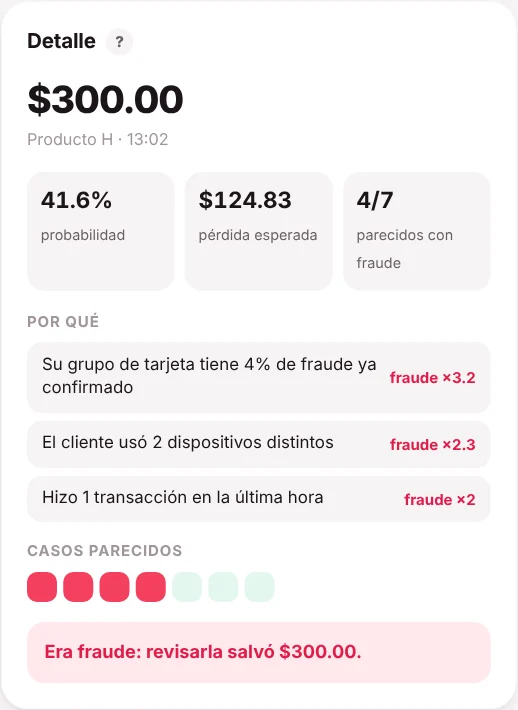 Detalle ?
$300.00
Producto H · 13:02
41.6%
probabilidad
$124.83
pérdida esperada
4/7
parecidos con
fraude
POR QUÉ
Su grupo de tarjeta tiene 4% de fraude ya
confirmado
fraude ×3.2
El cliente usó 2 dispositivos distintos
fraude ×2.3
Hizo 1 transacción en la última hora
fraude ×2
CASOS PARECIDOS
Era fraude: revisarla salvó $300.00.